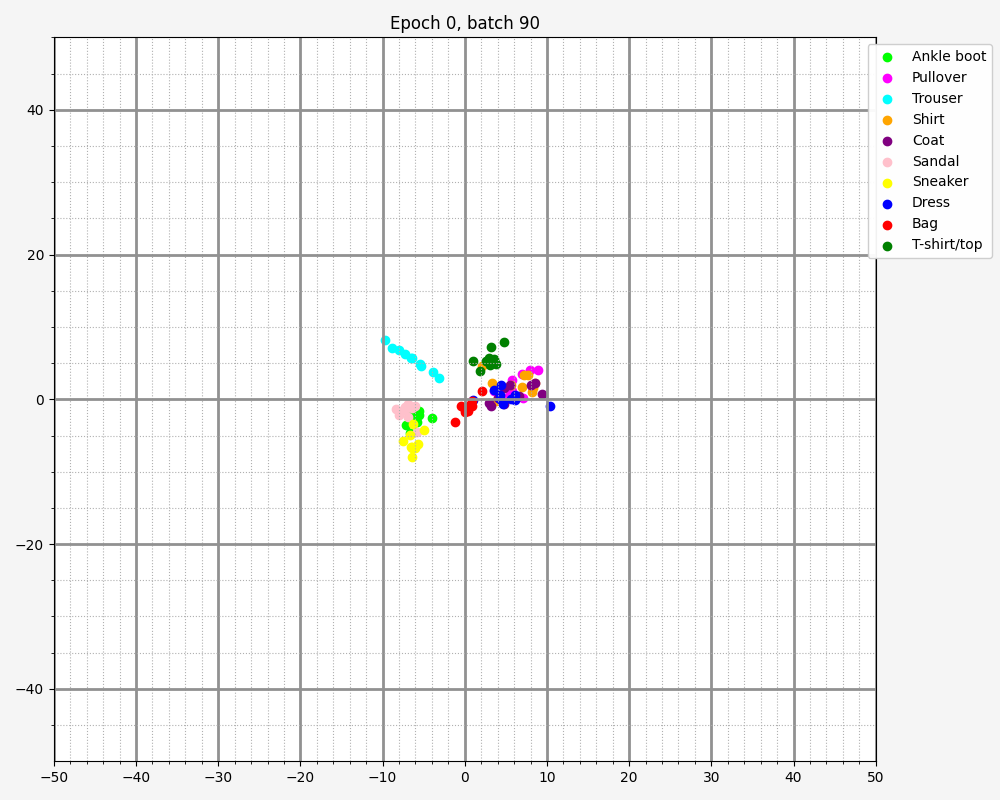 Epoch 0, batch 90
Ankle boot
Pullover
Trouser
Shirt
Coat
Sandal
Sneaker
Dress
Bag
T-shirt/top
40
20
0
−20
−40
−50 −40 −30 −20 −10 0 10 20 30 40 50